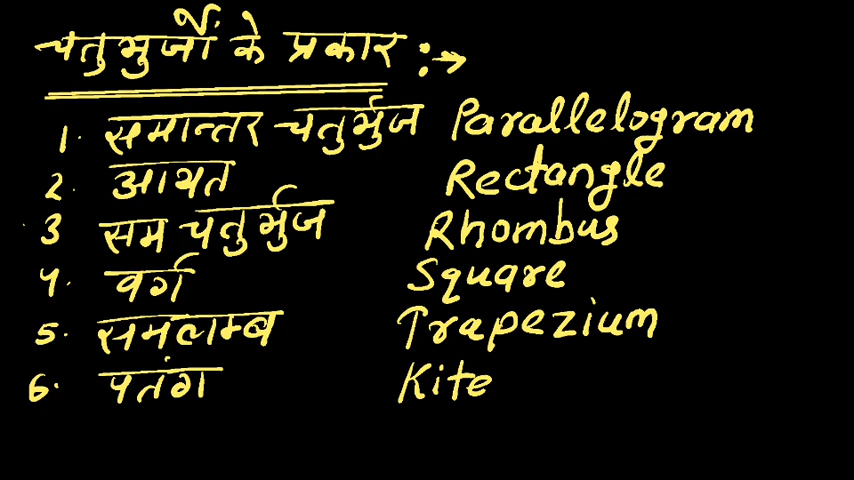 चतुर्भुजों के प्रकार :→
1. समान्तर चतुर्भुज Parallelogram
2. आयत Rectangle
3 सम चतुर्भुज Rhombus
4. वर्ग Square
5. समलाम्ब Trapezium
6. पतंग Kite